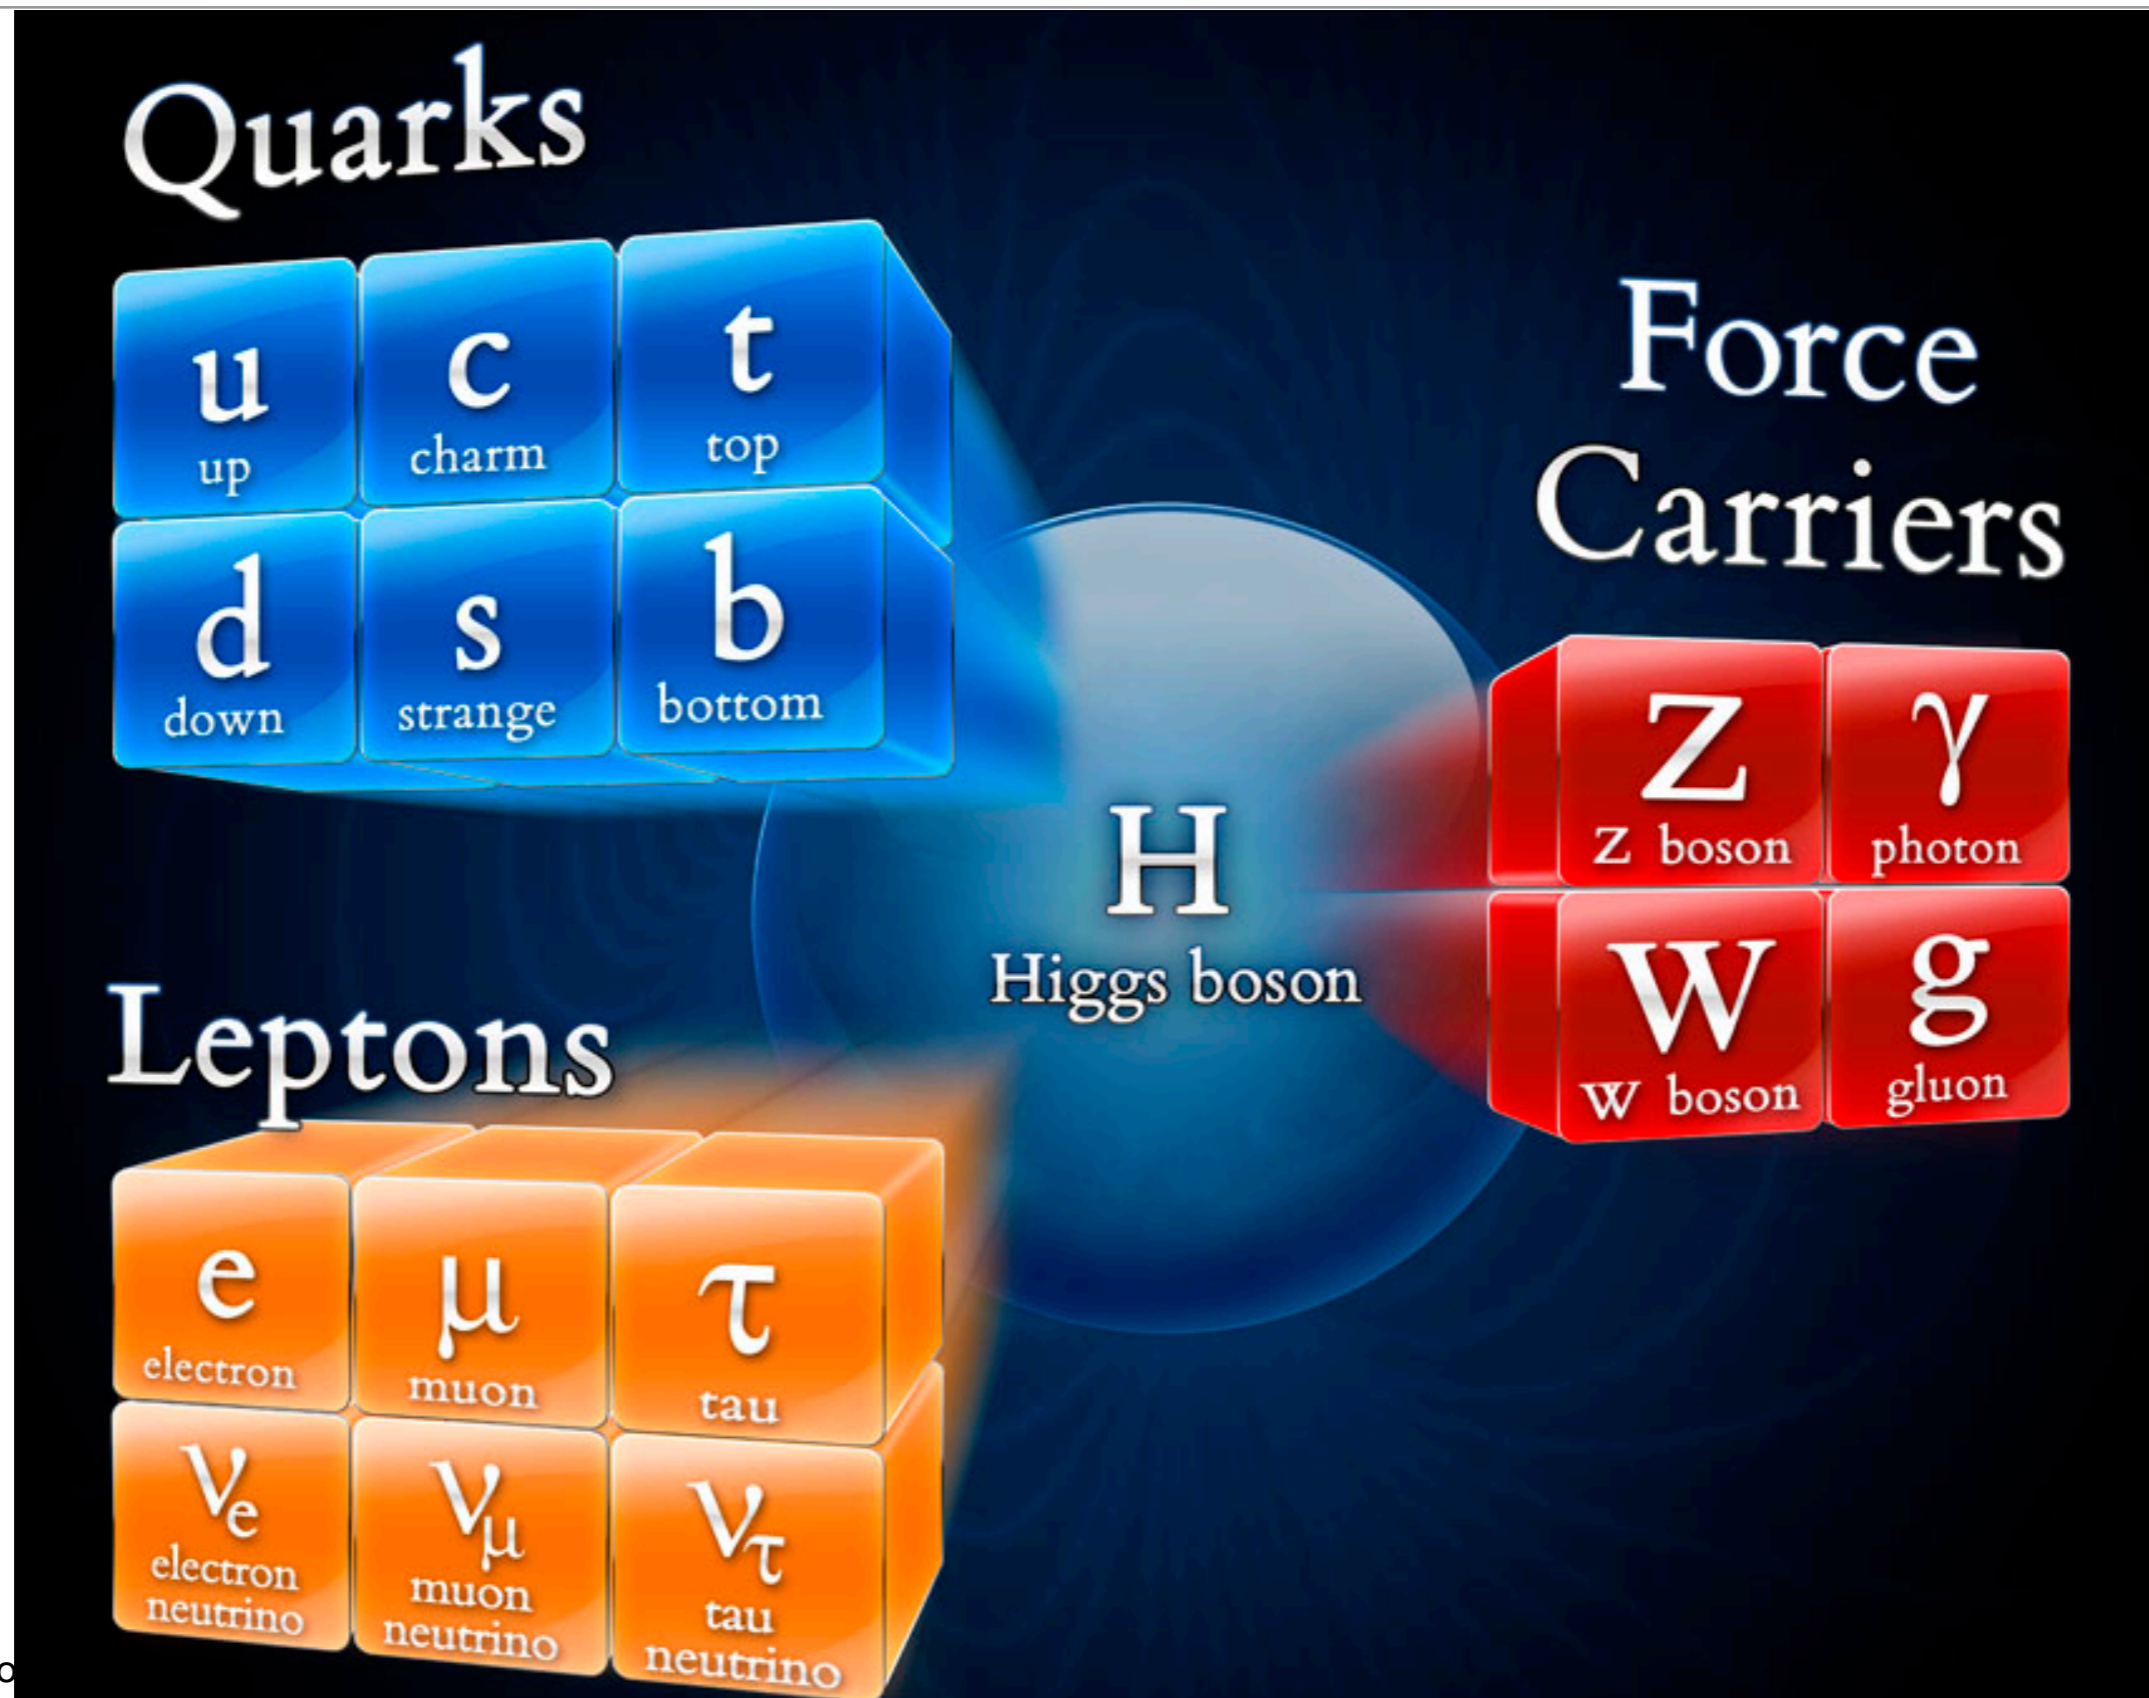 Quarks
u
up
c
charm
t
top
d
down
s
strange
b
bottom
Force
Carriers
Z
Z boson
γ
photon
W
W boson
g
gluon
H
Higgs boson
Leptons
e
electron
μ
muon
τ
tau
νe
electron
neutrino
νμ
muon
neutrino
ντ
tau
neutrino